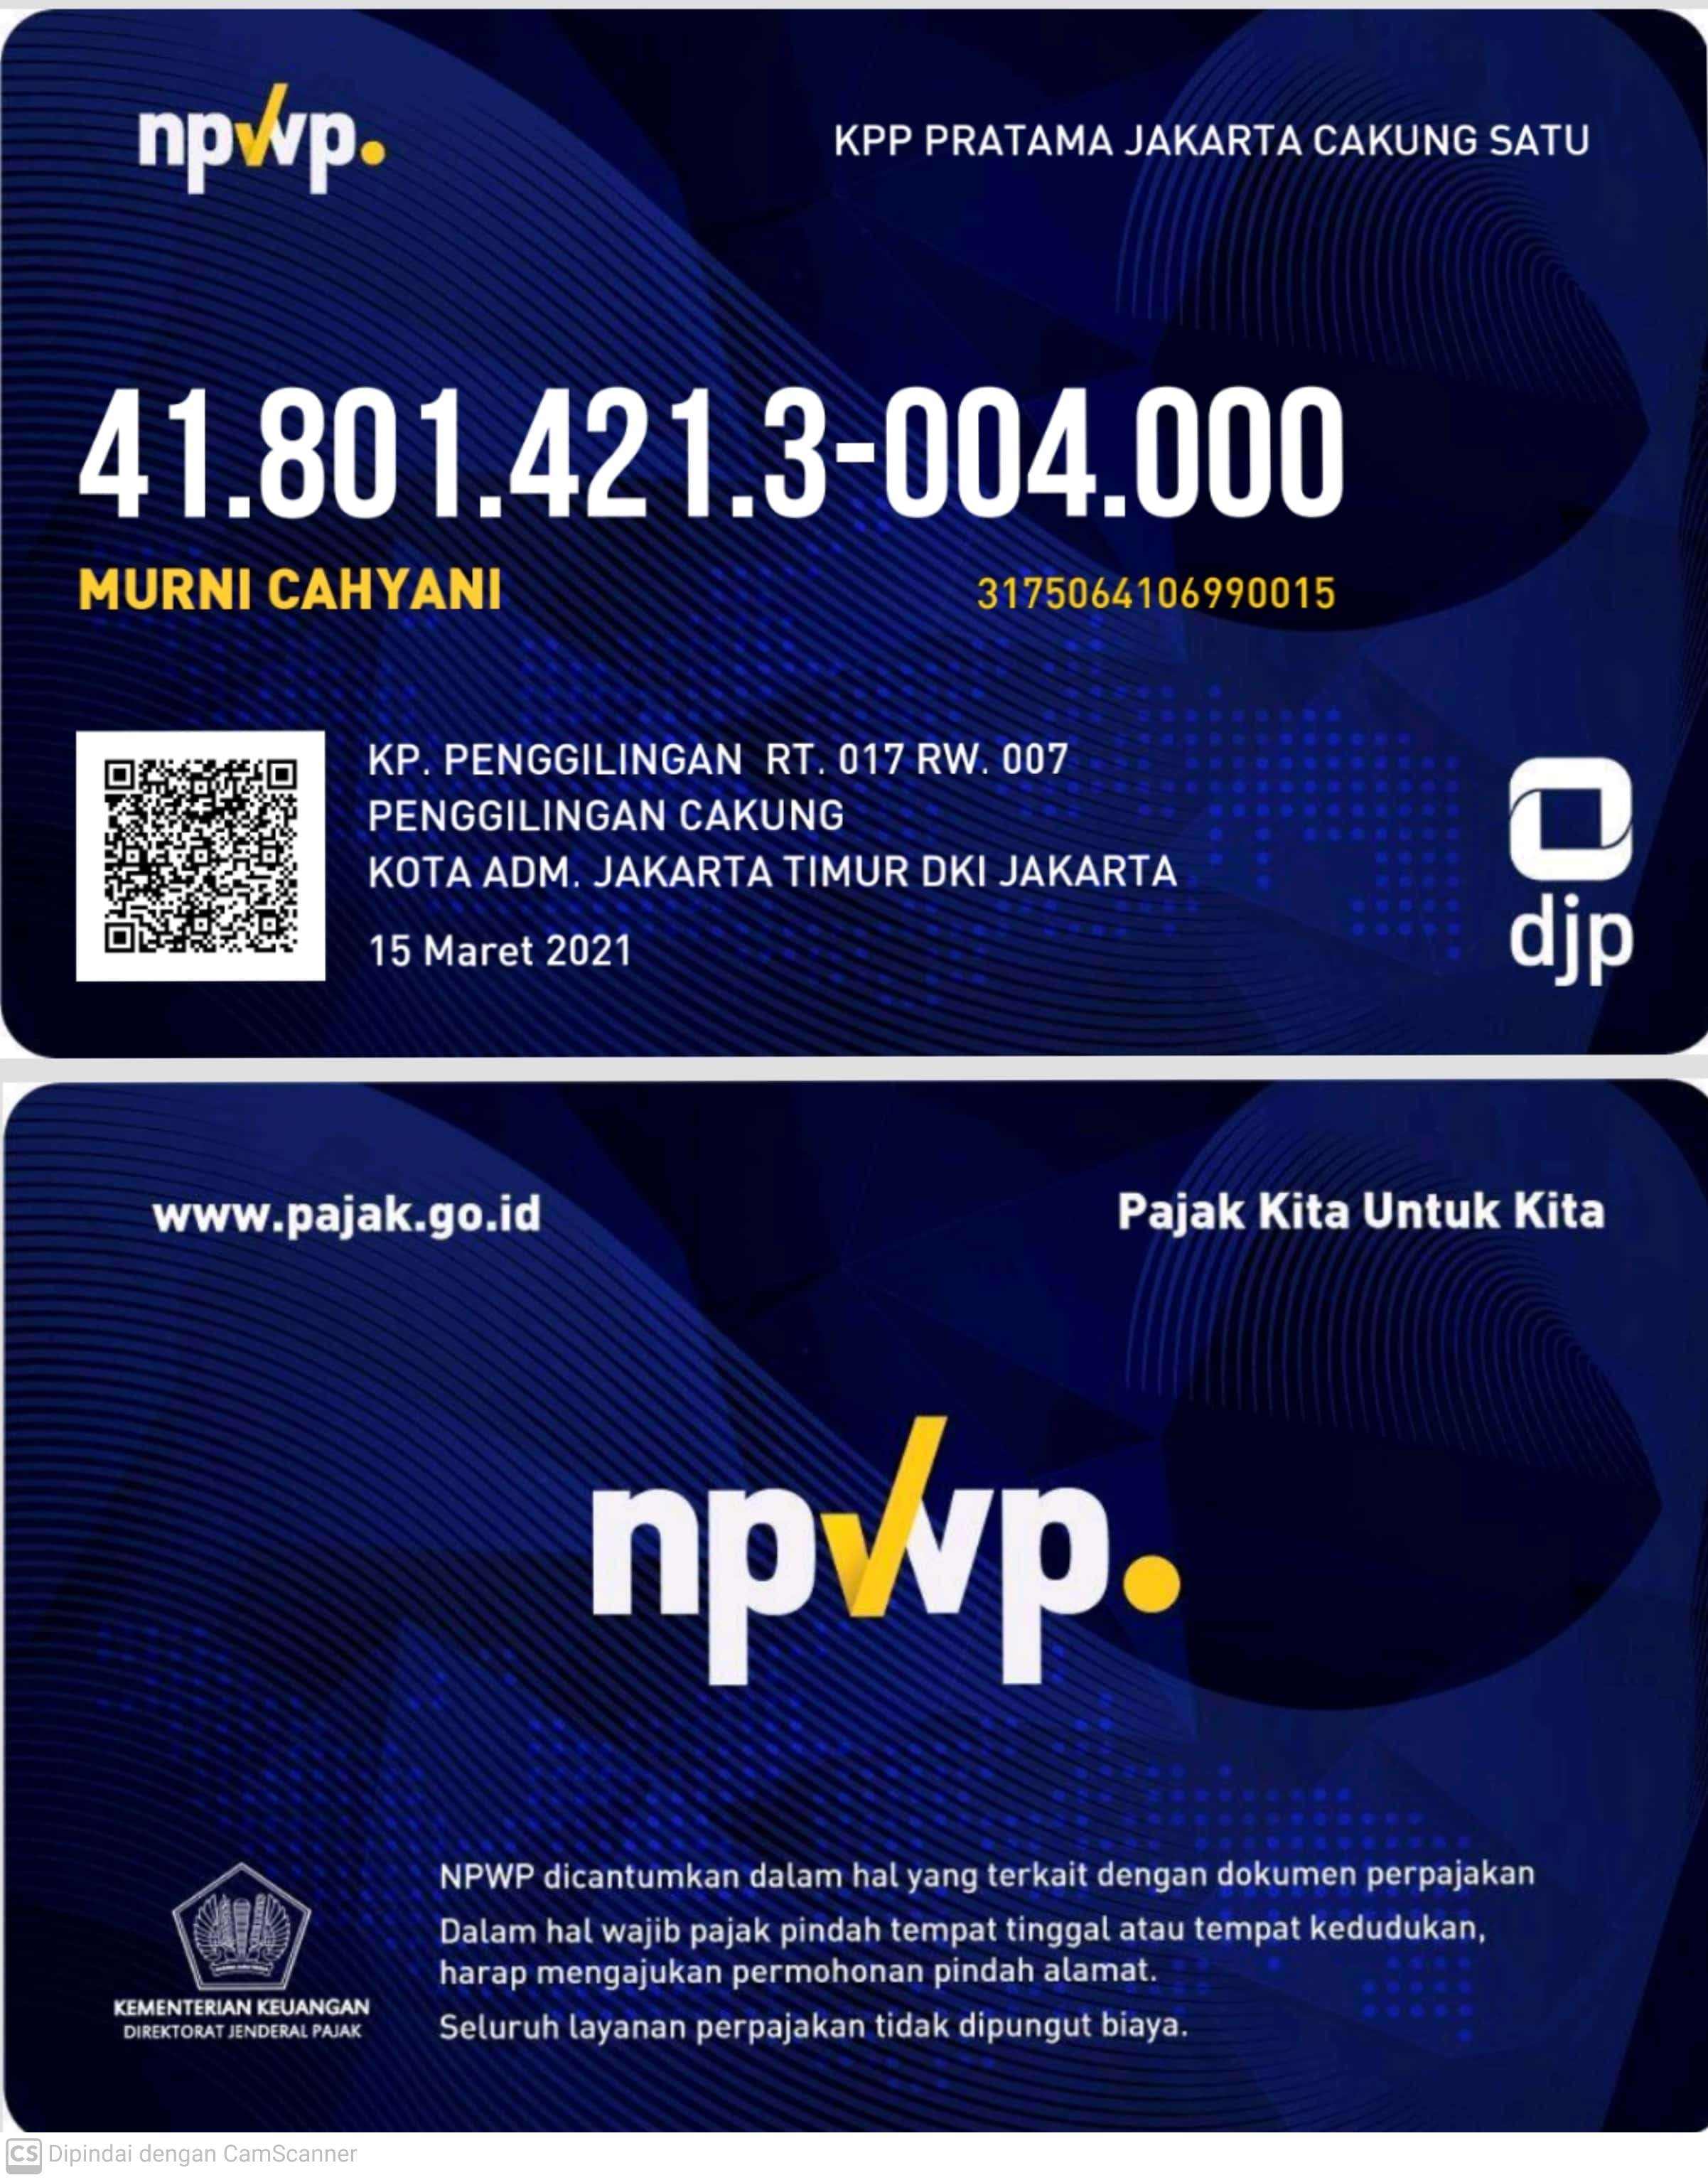 npwp.
KPP PRATAMA JAKARTA CAKUNG SATU
41.801.421.3-004.000
MURNI CAHYANI
3175064106990015
KP. PENGGILINGAN  RT. 017 RW. 007
PENGGILINGAN CAKUNG
KOTA ADM. JAKARTA TIMUR DKI JAKARTA
15 Maret 2021
djp
www.pajak.go.id
Pajak Kita Untuk Kita
npwp.
NPWP dicantumkan dalam hal yang terkait dengan dokumen perpajakan
Dalam hal wajib pajak pindah tempat tinggal atau tempat kedudukan,
harap mengajukan permohonan pindah alamat.
Seluruh layanan perpajakan tidak dipungut biaya.
KEMENTERIAN KEUANGAN
DIREKTORAT JENDERAL PAJAK
CS Dipindai dengan CamScanner